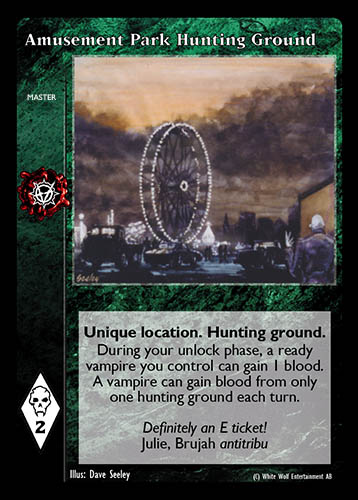 Amusement Park Hunting Ground
MASTER
Seeley
Unique location. Hunting ground.
During your unlock phase, a ready
vampire you control can gain 1 blood.
A vampire can gain blood from only
one hunting ground each turn.
Definitely an E ticket!
Julie, Brujah antitribu
2
Illus: Dave Seeley
(C) White Wolf Entertainment AB